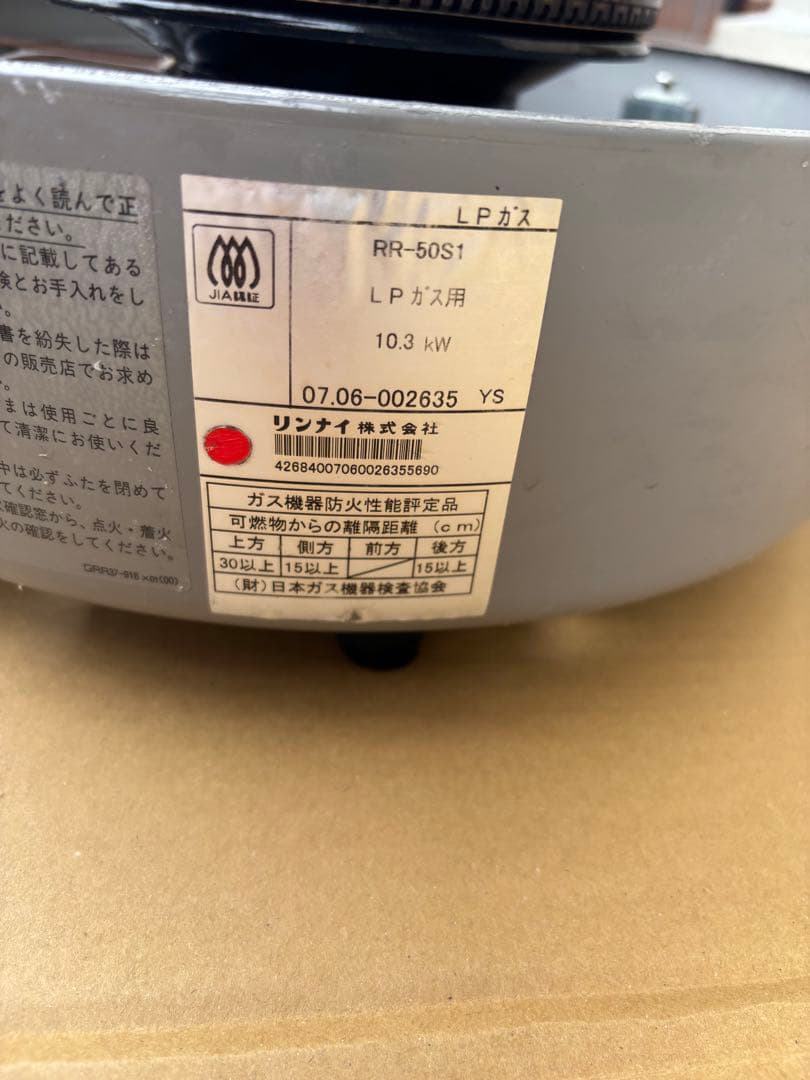 をよく読んで正
ださい。
に記載してある
険とお手入れをし
い。
書を紛失した際は
の販売店でお求め
い。
まは使用ごとに良
て清潔にお使いくだ
中は必ずふたを閉めて
てください。
確認窓から、点火・着火
火の確認をしてください。
LPガス
JIA認証
RR-50S1
LPガス用
10.3 kW
07.06-002635 YS
リンナイ株式会社
42684007060026355690
ガス機器防火性能評定品
可燃物からの離隔距離 (cm)
上方 側方 前方 後方
30以上 15以上 15以上
(財)日本ガス機器検査協会